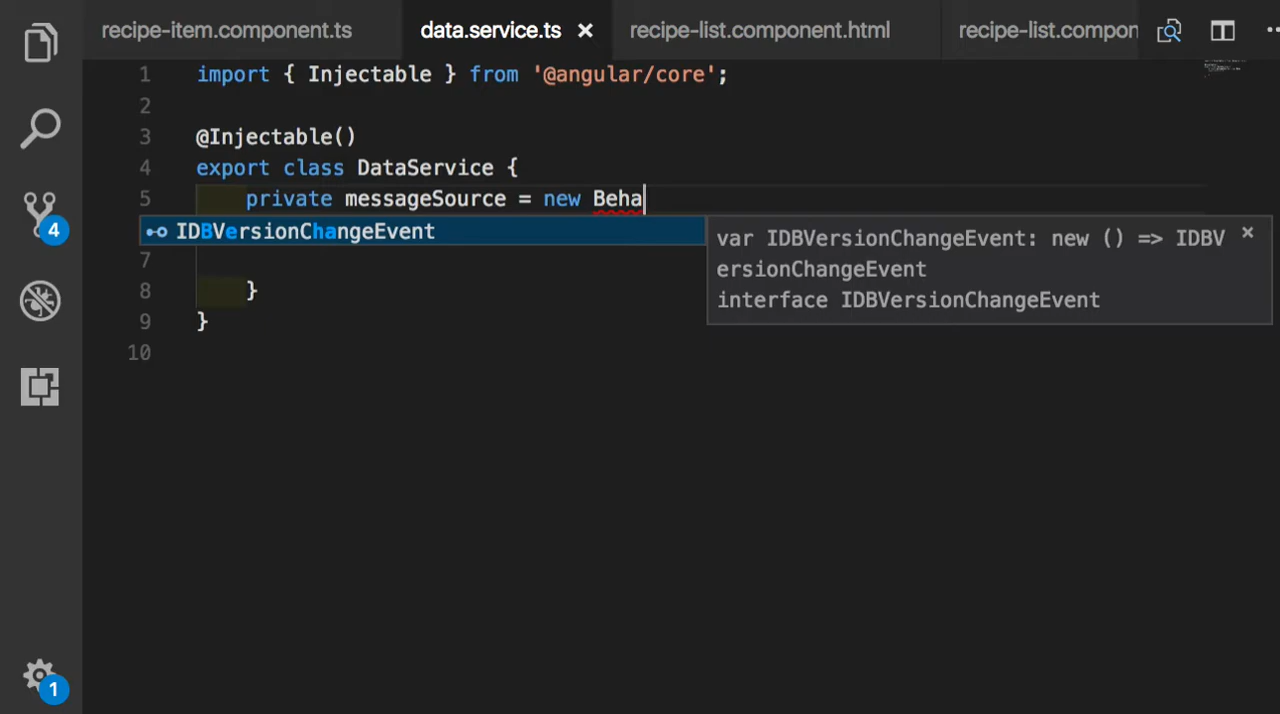 recipe-item.component.ts data.service.ts × recipe-list.component.html recipe-list.compon
1 import { Injectable } from '@angular/core';
2
3 @Injectable()
4 export class DataService {
5 private messageSource = new Beha
IDBVersionChangeEvent
var IDBVersionChangeEvent: new () => IDBV ×
ersionChangeEvent
interface IDBVersionChangeEvent
7
8 }
9 }
10
4
1